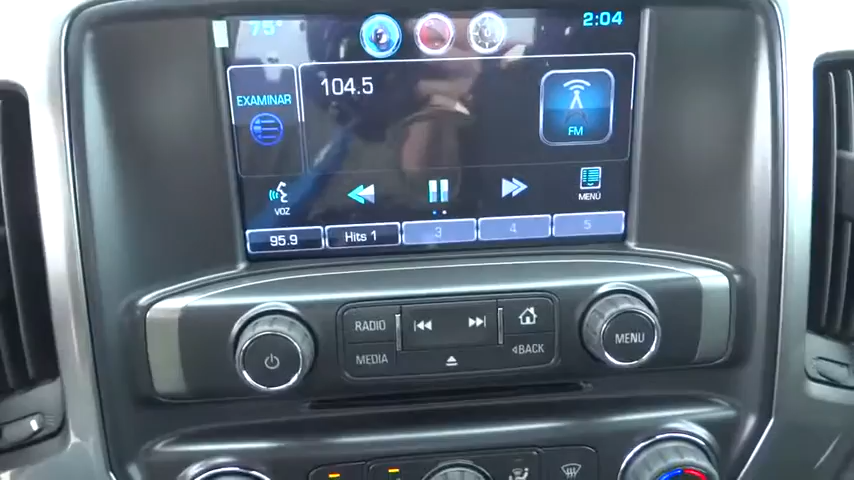 75° 2:04
EXAMINAR 104.5 FM
VOZ MENÚ
95.9 Hits 1 3 4 5
RADIO MENU
MEDIA BACK